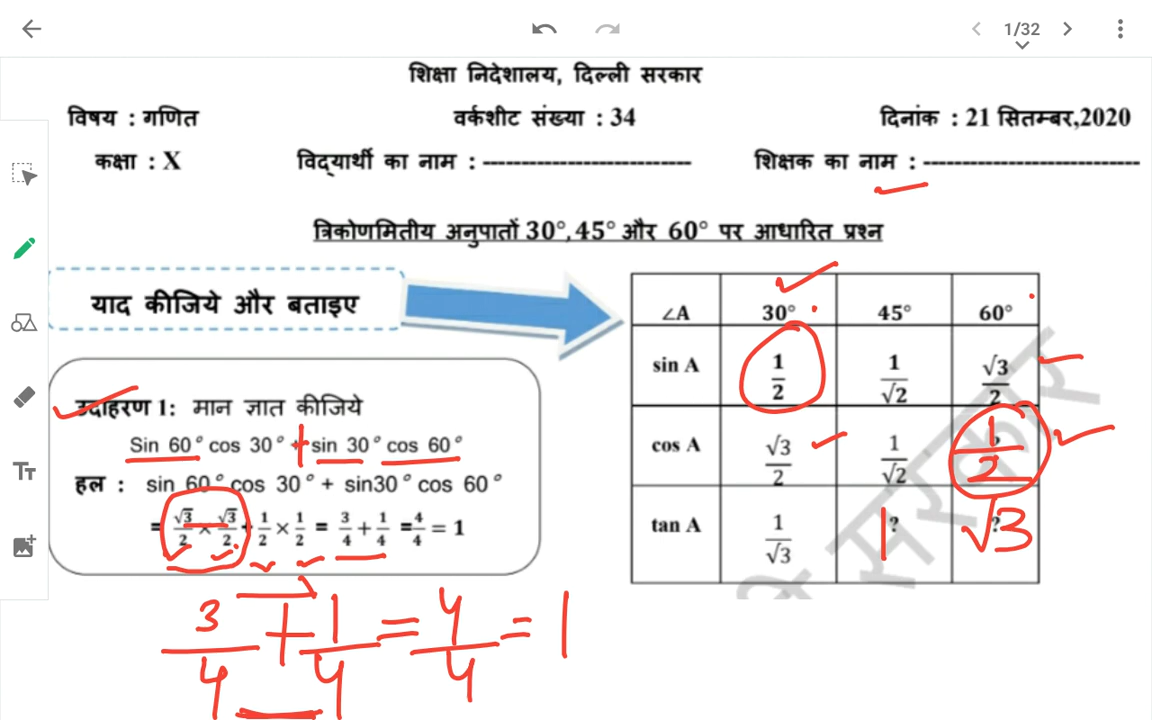 1/32
शिक्षा निदेशालय, दिल्ली सरकार
विषय : गणित वर्कशीट संख्या : 34 दिनांक : 21 सितम्बर,2020
कक्षा : X विद्यार्थी का नाम : ---------------------------- शिक्षक का नाम : -----------------------------
त्रिकोणमितीय अनुपातों 30°,45° और 60° पर आधारित प्रश्न
याद कीजिये और बताइए
∠A 30° 45° 60°
sin A 1/2 1/√2 √3/2
cos A √3/2 1/√2 1/2
tan A 1/√3 1 ? √3 ?
उदाहरण 1: मान ज्ञात कीजिये
Sin 60° cos 30° + sin 30° cos 60°
हल : sin 60° cos 30° + sin30° cos 60°
= √3/2 × √3/2 + 1/2 × 1/2 = 3/4 + 1/4 =4/4 = 1
3/4 + 1/4 = 4/4 = 1
सरकार